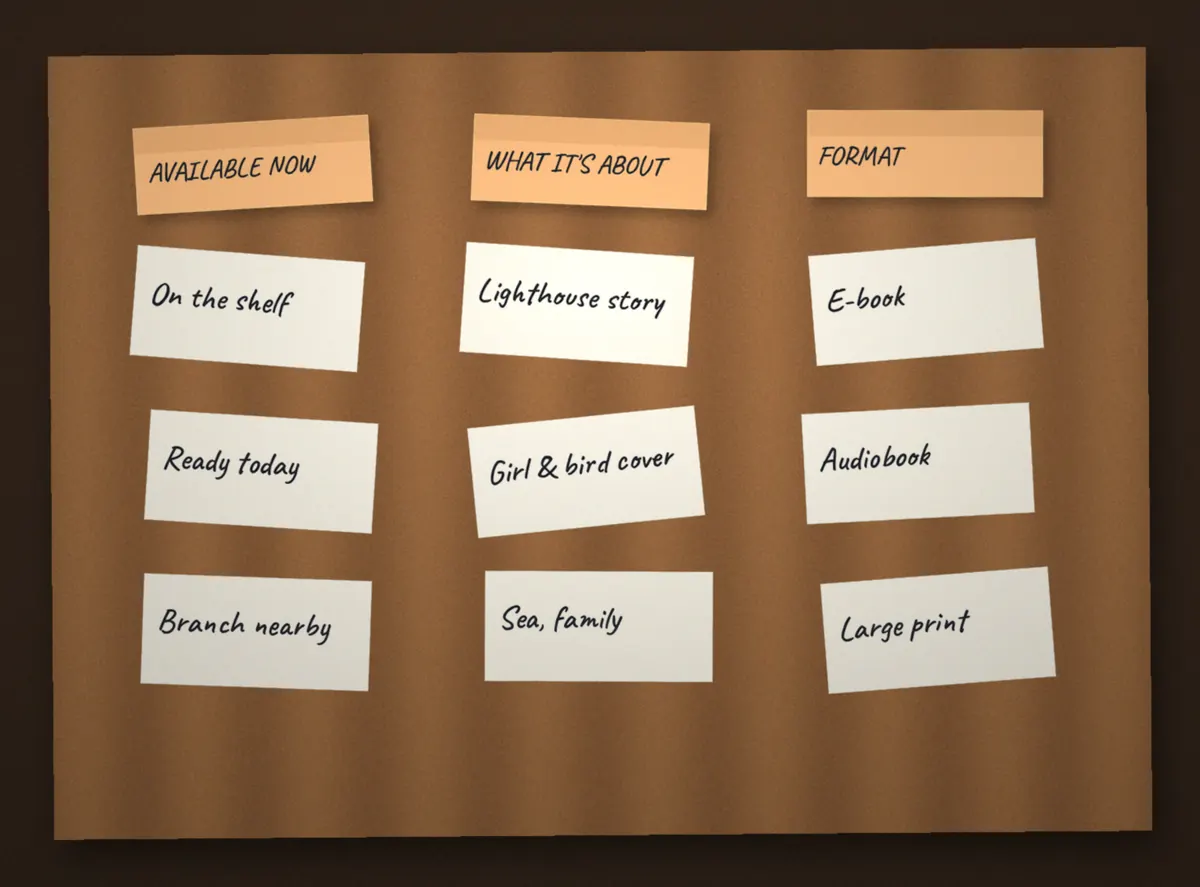 AVAILABLE NOW
On the shelf
Ready today
Branch nearby
WHAT IT'S ABOUT
Lighthouse story
Girl & bird cover
Sea, family
FORMAT
E-book
Audiobook
Large print